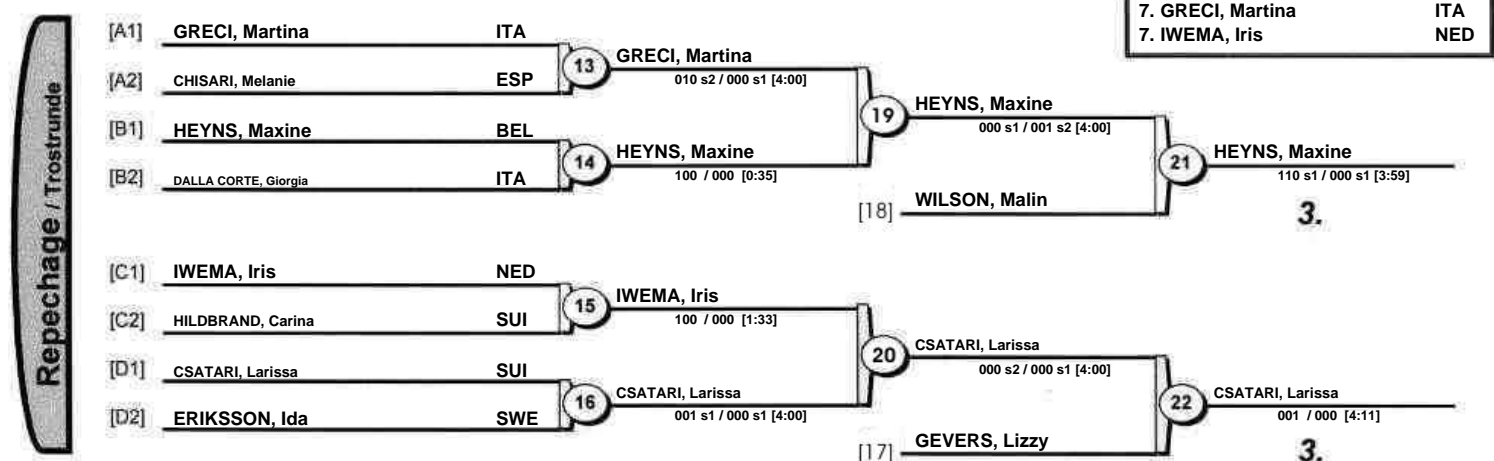 7. GRECI, Martina ITA
7. IWEMA, Iris NED
Repechage / Trostrunde
[A1] GRECI, Martina ITA
13 GRECI, Martina
010 s2 / 000 s1 [4:00]
[A2] CHISARI, Melanie ESP
19 HEYNS, Maxine
000 s1 / 001 s2 [4:00]
[B1] HEYNS, Maxine BEL
14 HEYNS, Maxine
100 / 000 [0:35]
[B2] DALLA CORTE, Giorgia ITA
21 HEYNS, Maxine
110 s1 / 000 s1 [3:59]
[18] WILSON, Malin
3.
[C1] IWEMA, Iris NED
15 IWEMA, Iris
100 / 000 [1:33]
[C2] HILDBRAND, Carina SUI
20 CSATARI, Larissa
000 s2 / 000 s1 [4:00]
[D1] CSATARI, Larissa SUI
16 CSATARI, Larissa
001 s1 / 000 s1 [4:00]
[D2] ERIKSSON, Ida SWE
22 CSATARI, Larissa
001 / 000 [4:11]
[17] GEVERS, Lizzy
3.